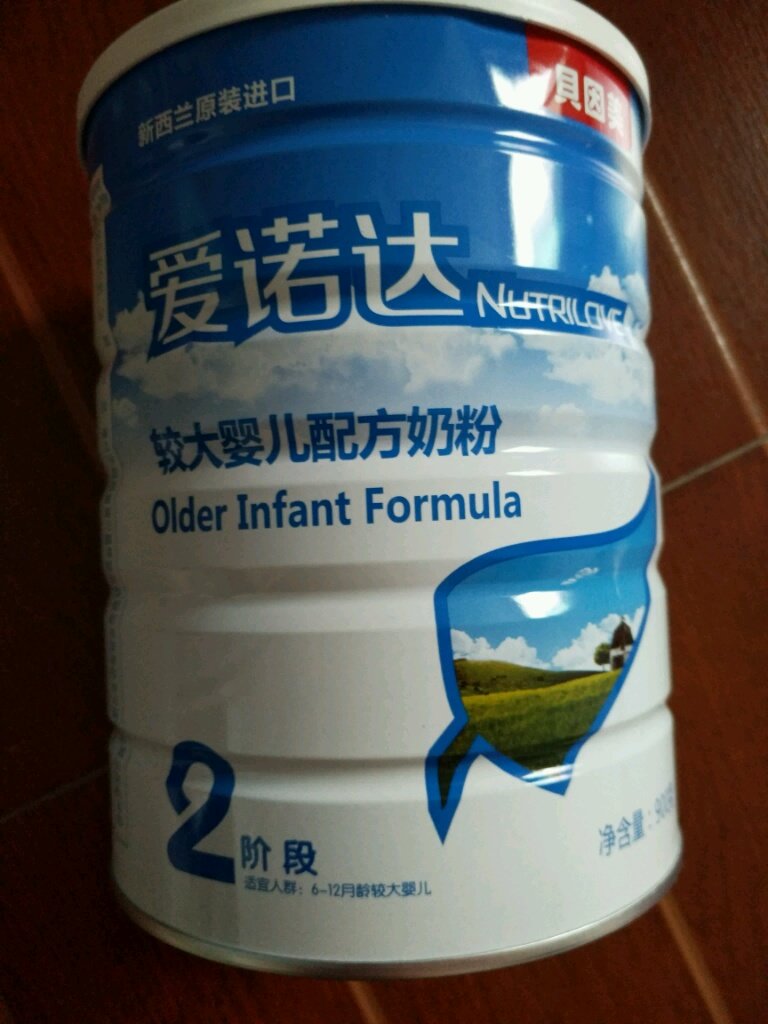 新西兰原装进口
貝因美
爱诺达
NUTRILOVE
较大婴儿配方奶粉
Older Infant Formula
2
阶段
适宜人群：6-12月龄较大婴儿
净含量：900